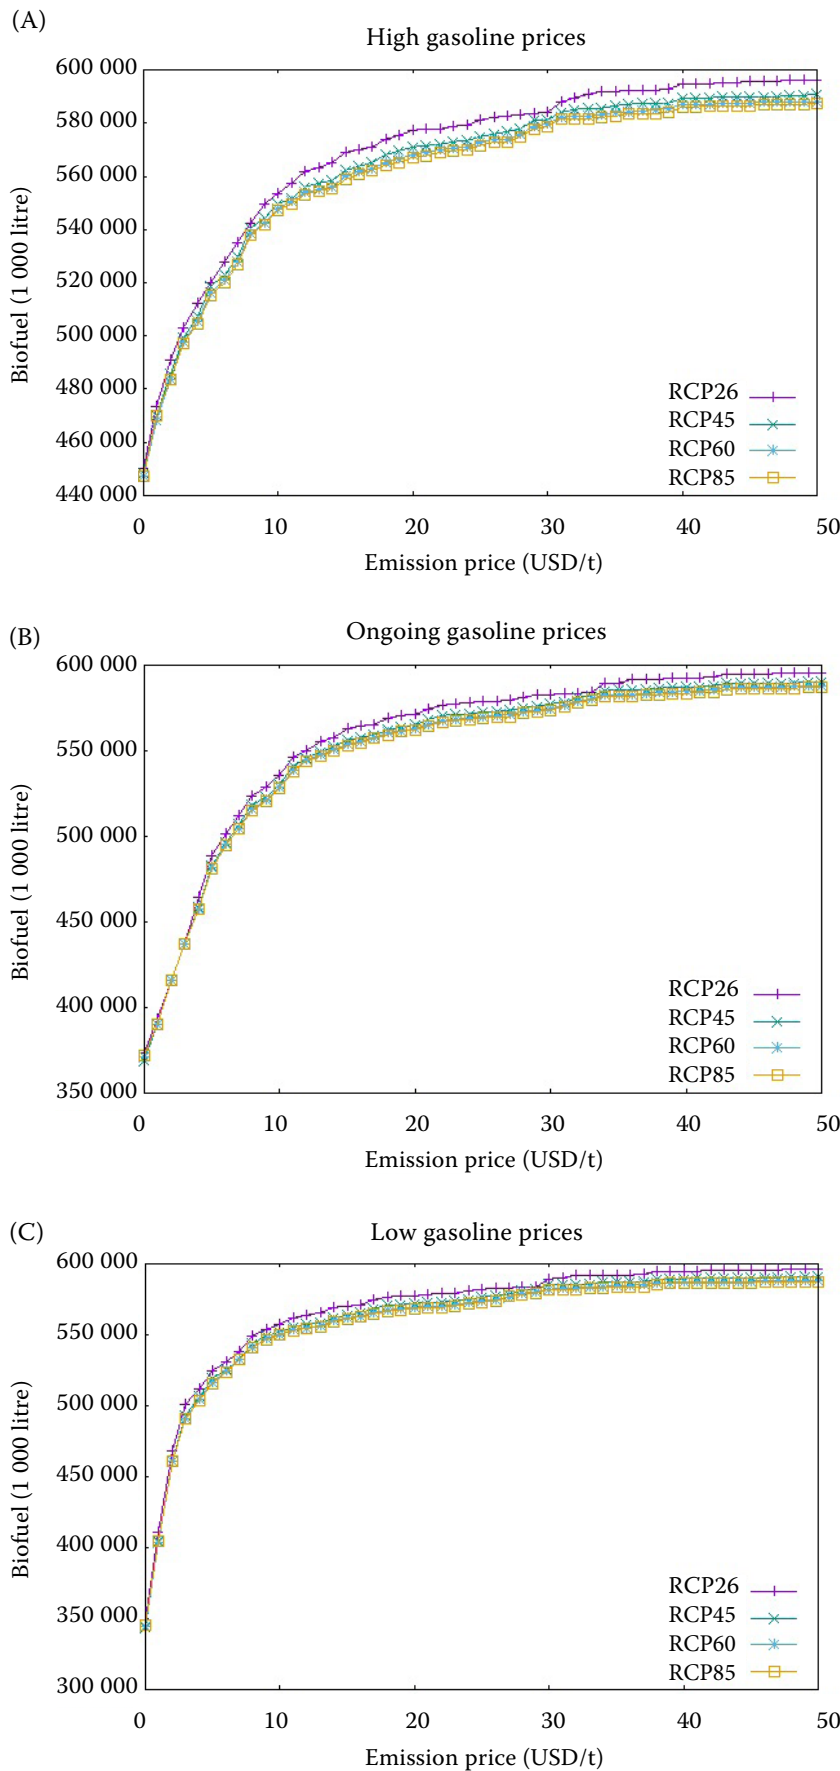 (A)
High gasoline prices
Biofuel (1 000 litre)
600 000
580 000
560 000
540 000
520 000
500 000
480 000
460 000
440 000
RCP26
RCP45
RCP60
RCP85
0 10 20 30 40 50
Emission price (USD/t)
(B)
Ongoing gasoline prices
Biofuel (1 000 litre)
600 000
550 000
500 000
450 000
400 000
350 000
RCP26
RCP45
RCP60
RCP85
0 10 20 30 40 50
Emission price (USD/t)
(C)
Low gasoline prices
Biofuel (1 000 litre)
600 000
550 000
500 000
450 000
400 000
350 000
300 000
RCP26
RCP45
RCP60
RCP85
0 10 20 30 40 50
Emission price (USD/t)